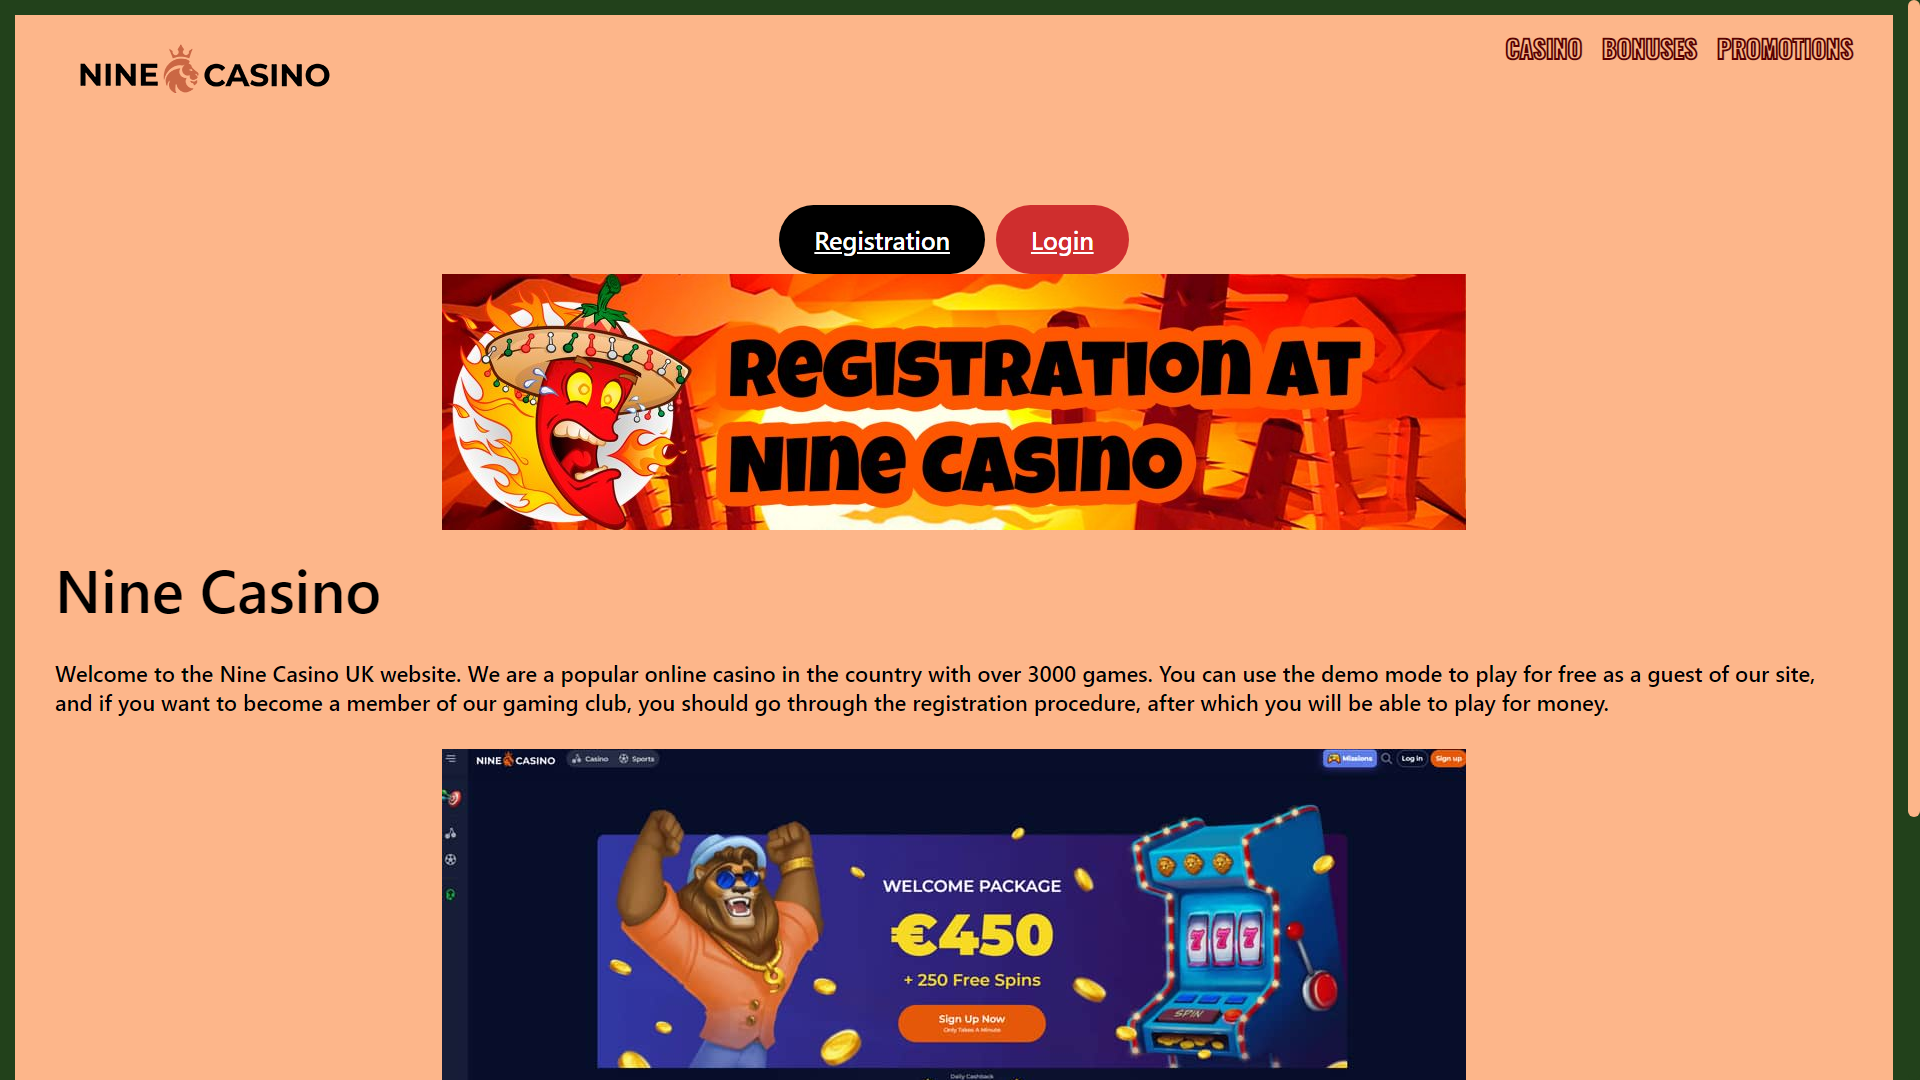 NINE CASINO
CASINO BONUSES PROMOTIONS
Registration Login
REGISTRATION AT
NINE CASINO
Nine Casino
Welcome to the Nine Casino UK website. We are a popular online casino in the country with over 3000 games. You can use the demo mode to play for free as a guest of our site,
and if you want to become a member of our gaming club, you should go through the registration procedure, after which you will be able to play for money.
NINE CASINO Casino Sports Missions Log in Sign up
WELCOME PACKAGE
€450
+ 250 Free Spins
Sign Up Now
Only Takes A Minute
777
SPIN
Daily Cashback